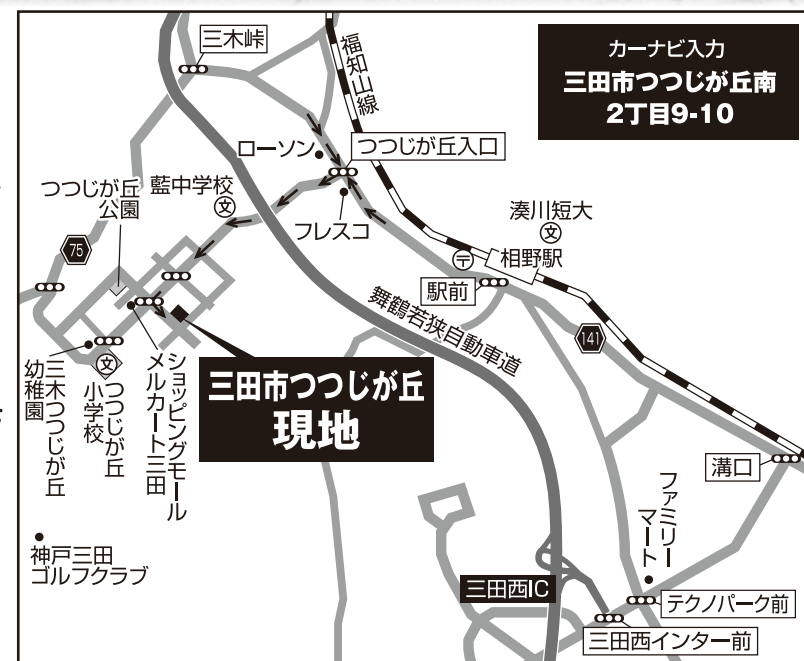 三木峠
福知山線
カーナビ入力
三田市つつじが丘南
2丁目9-10
ローソン
つつじが丘入口
つつじが丘
公園
藍中学校
文
フレスコ
湊川短大
文
〒
相野駅
駅前
75
舞鶴若狭自動車道
141
三田市つつじが丘
現地
三木つつじが丘
幼稚園
文
つつじが丘
小学校
ショッピングモール
メルカート三田
溝口
ファミリー
マート
神戸三田
ゴルフクラブ
三田西IC
テクノパーク前
三田西インター前